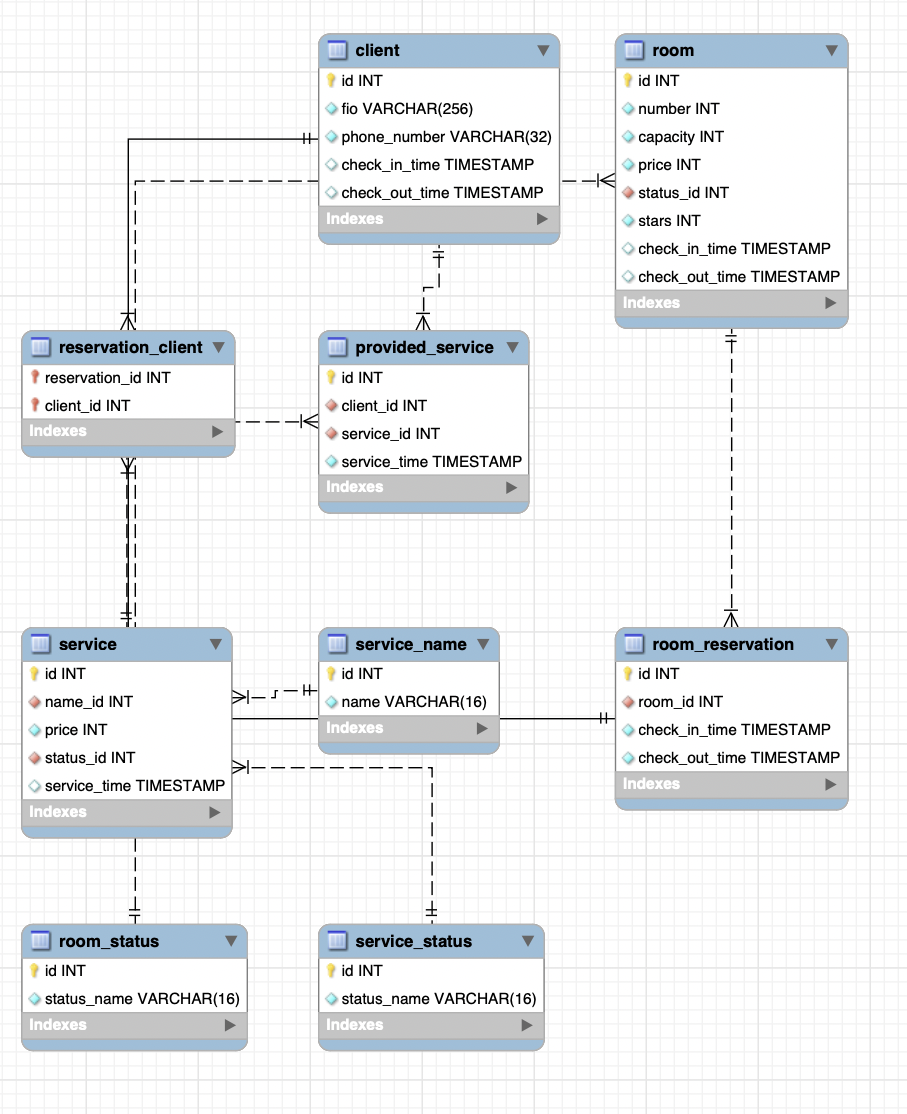 client
id INT
fio VARCHAR(256)
phone_number VARCHAR(32)
check_in_time TIMESTAMP
check_out_time TIMESTAMP
Indexes
room
id INT
number INT
capacity INT
price INT
status_id INT
stars INT
check_in_time TIMESTAMP
check_out_time TIMESTAMP
Indexes
reservation_client
reservation_id INT
client_id INT
Indexes
provided_service
id INT
client_id INT
service_id INT
service_time TIMESTAMP
Indexes
service
id INT
name_id INT
price INT
status_id INT
service_time TIMESTAMP
Indexes
service_name
id INT
name VARCHAR(16)
Indexes
room_reservation
id INT
room_id INT
check_in_time TIMESTAMP
check_out_time TIMESTAMP
Indexes
room_status
id INT
status_name VARCHAR(16)
Indexes
service_status
id INT
status_name VARCHAR(16)
Indexes